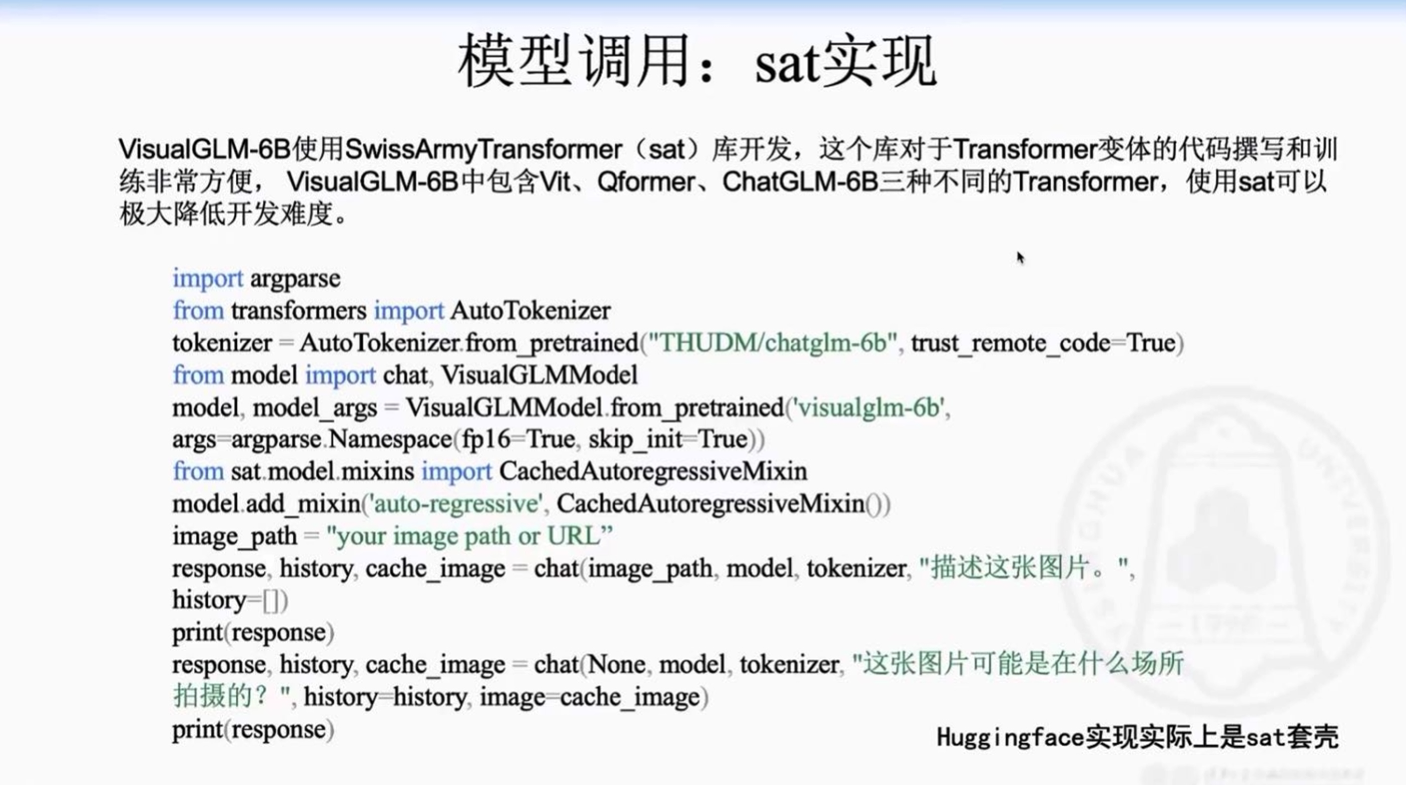 模型调用：sat实现
VisualGLM-6B使用SwissArmyTransformer（sat）库开发，这个库对于Transformer变体的代码撰写和训
练非常方便， VisualGLM-6B中包含Vit、Qformer、ChatGLM-6B三种不同的Transformer，使用sat可以
极大降低开发难度。
import argparse
from transformers import AutoTokenizer
tokenizer = AutoTokenizer.from_pretrained("THUDM/chatglm-6b", trust_remote_code=True)
from model import chat, VisualGLMModel
model, model_args = VisualGLMModel.from_pretrained('visualglm-6b',
args=argparse.Namespace(fp16=True, skip_init=True))
from sat.model.mixins import CachedAutoregressiveMixin
model.add_mixin('auto-regressive', CachedAutoregressiveMixin())
image_path = "your image path or URL”
response, history, cache_image = chat(image_path, model, tokenizer, "描述这张图片。",
history=[])
print(response)
response, history, cache_image = chat(None, model, tokenizer, "这张图片可能是在什么场所
拍摄的？", history=history, image=cache_image)
print(response)
Huggingface实现实际上是sat套壳